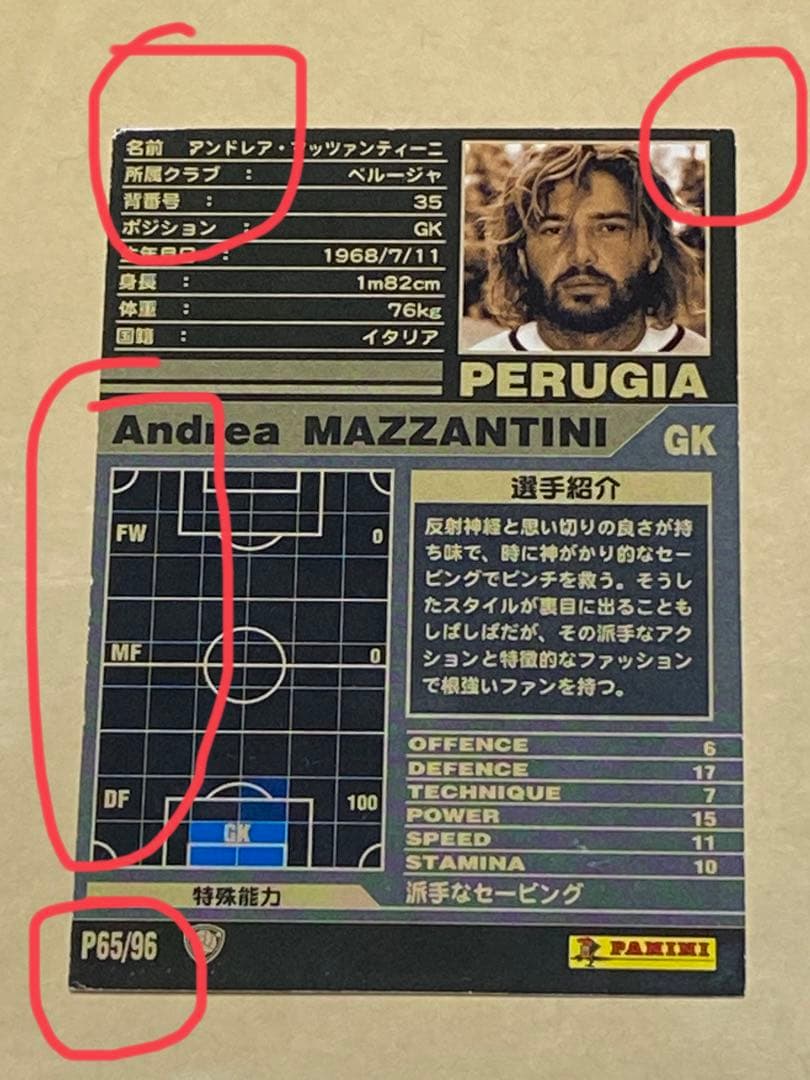 名前 アンドレア・マッツァンティーニ
所属クラブ : ペルージャ
背番号 : 35
ポジション : GK
生年月日 : 1968/7/11
身長 : 1m82cm
体重 : 76kg
国籍 : イタリア
PERUGIA
Andrea MAZZANTINI
GK
FW 0
MF 0
DF 100
GK
選手紹介
反射神経と思い切りの良さが持
ち味で、時に神がかり的なセー
ビングでピンチを救う。そうし
たスタイルが裏目に出ることも
しばしばだが、その派手なアク
ションと特徴的なファッション
で根強いファンを持つ。
OFFENCE 6
DEFENCE 17
TECHNIQUE 7
POWER 15
SPEED 11
STAMINA 10
特殊能力 派手なセービング
P65/96
PANINI